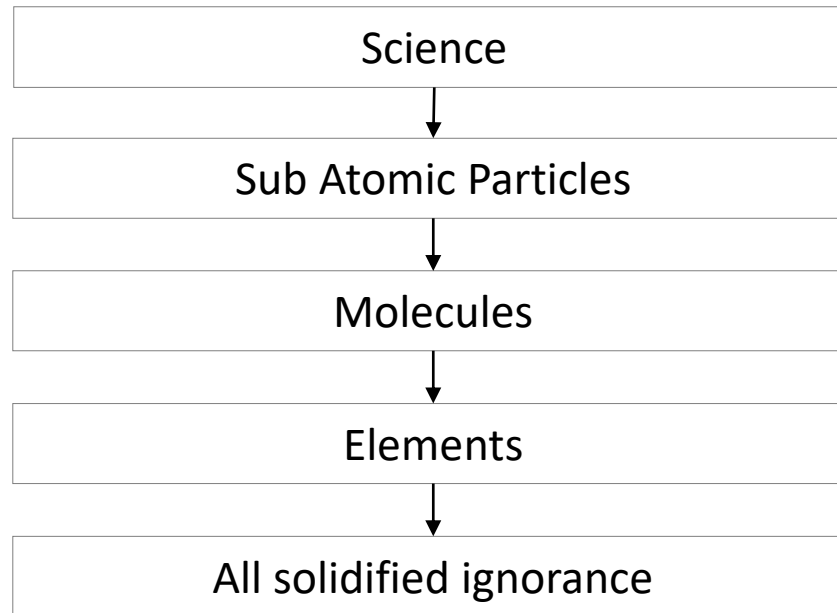 Science
Sub Atomic Particles
Molecules
Elements
All solidified ignorance